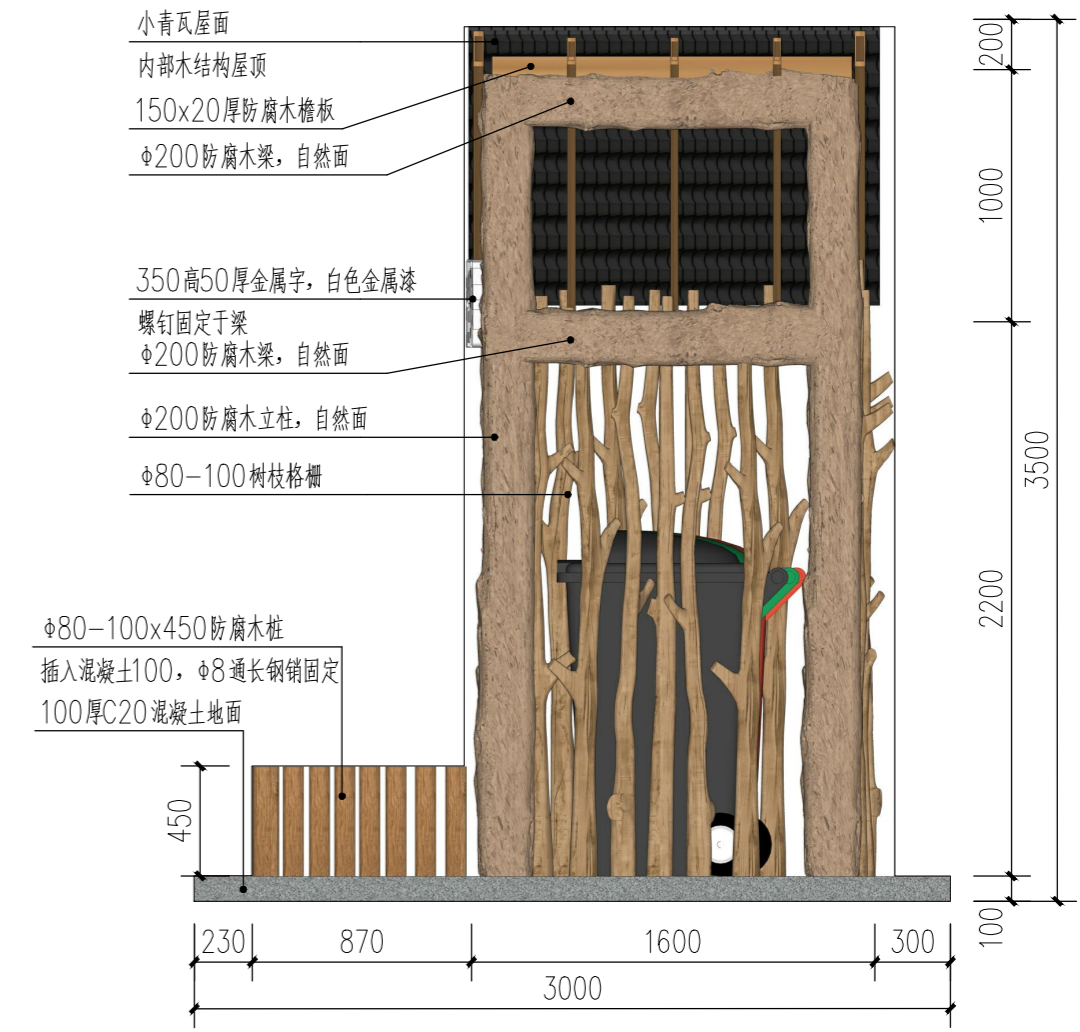 小青瓦屋面
内部木结构屋顶
150x20厚防腐木檐板
Φ200防腐木梁，自然面
350高50厚金属字，白色金属漆
螺钉固定于梁
Φ200防腐木梁，自然面
Φ200防腐木立柱，自然面
Φ80-100树枝格栅
Φ80-100x450防腐木桩
插入混凝土100，Φ8通长钢销固定
100厚C20混凝土地面
200
1000
3500
2200
100
450
230
870
1600
300
3000